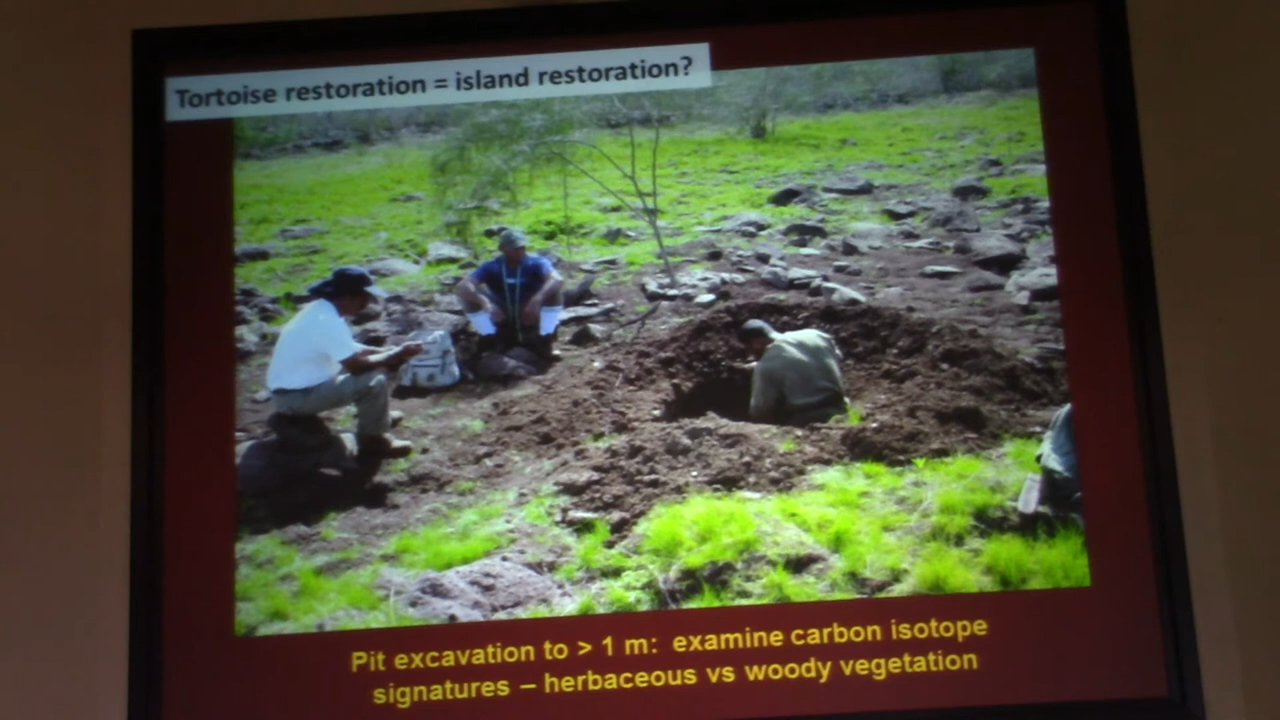 Tortoise restoration = island restoration?
Pit excavation to > 1 m: examine carbon isotope
signatures – herbaceous vs woody vegetation